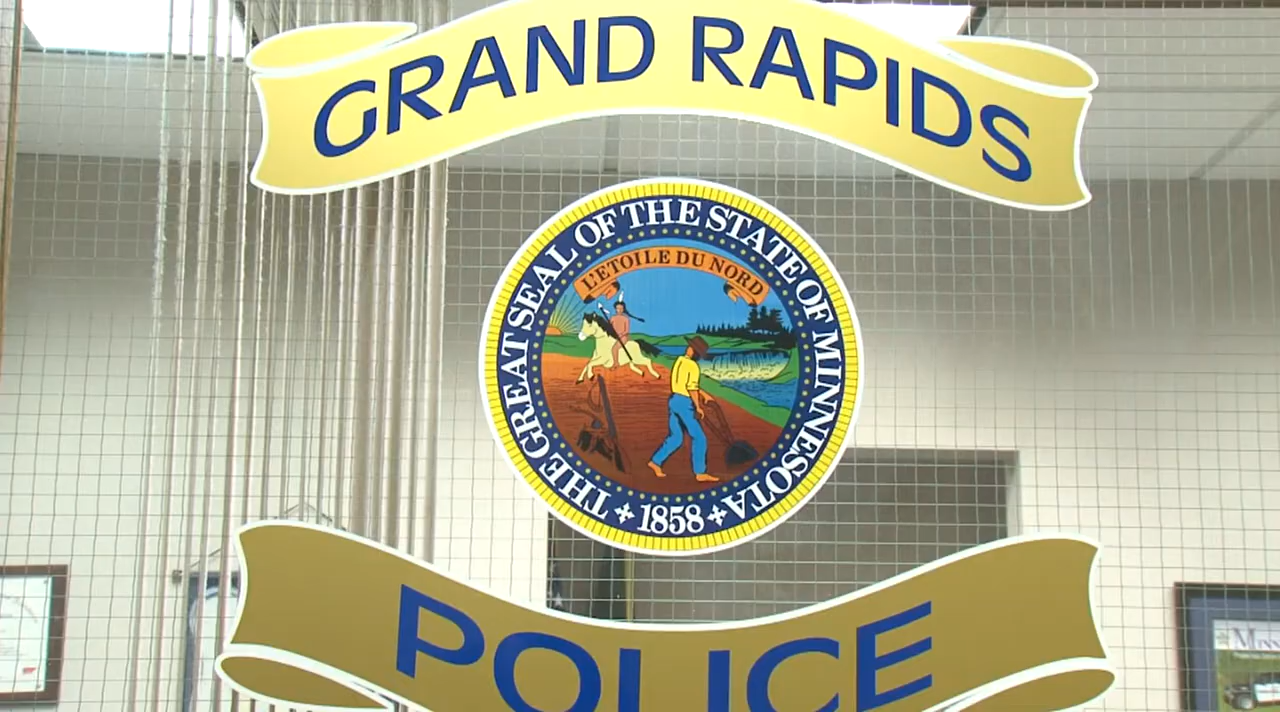 GRAND RAPIDS
THE GREAT SEAL OF THE STATE OF MINNESOTA
L'ETOILE DU NORD
1858
POLICE